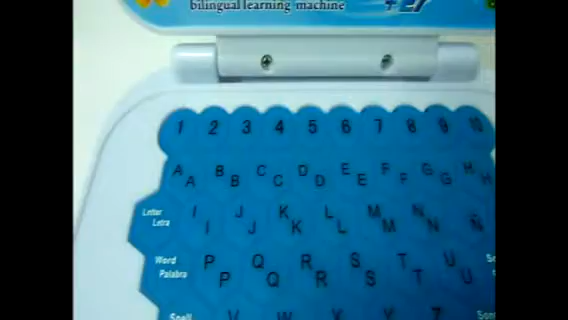 bilingual learning machine
1 2 3 4 5 6 7 8 9 10
A A B B C C D D E E F F G G H H
Letter Letra I I J J K K L L M M N N Ñ
Word Palabra P P Q Q R R S S T T U U
Spell V W X Y Z